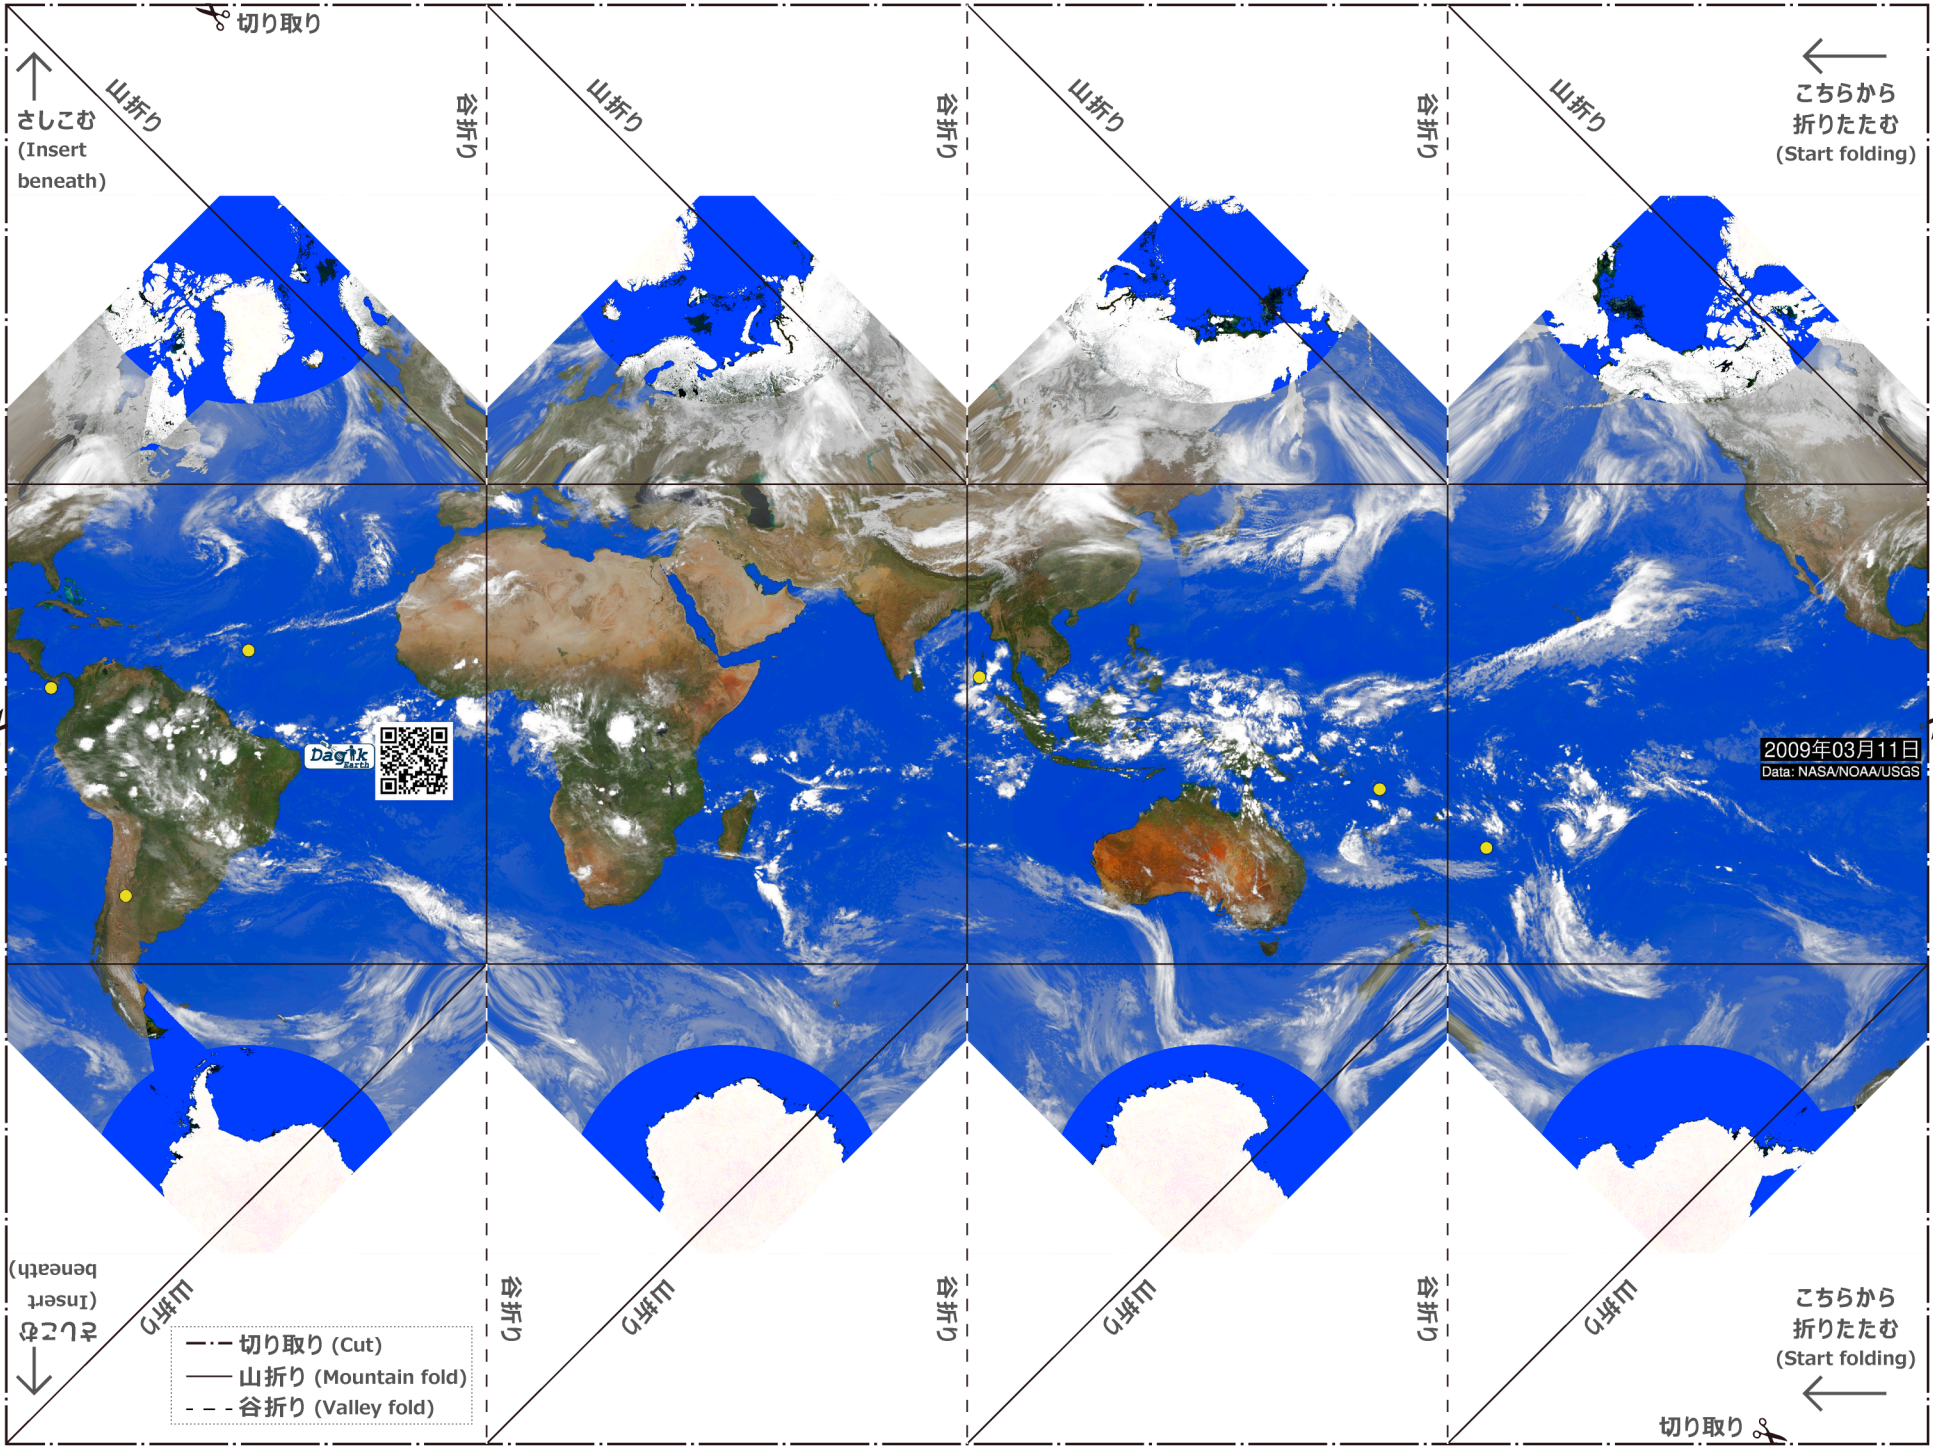 切り取り
山折り
谷折り
山折り
谷折り
山折り
谷折り
山折り
さしこむ
(Insert
beneath)
こちらから
折りたたむ
(Start folding)
Dagik
Earth
2009年03月11日
Data: NASA/NOAA/USGS
さしこむ
(Insert
beneath)
山折り
谷折り
山折り
谷折り
山折り
谷折り
山折り
こちらから
折りたたむ
(Start folding)
切り取り (Cut)
山折り (Mountain fold)
谷折り (Valley fold)
切り取り